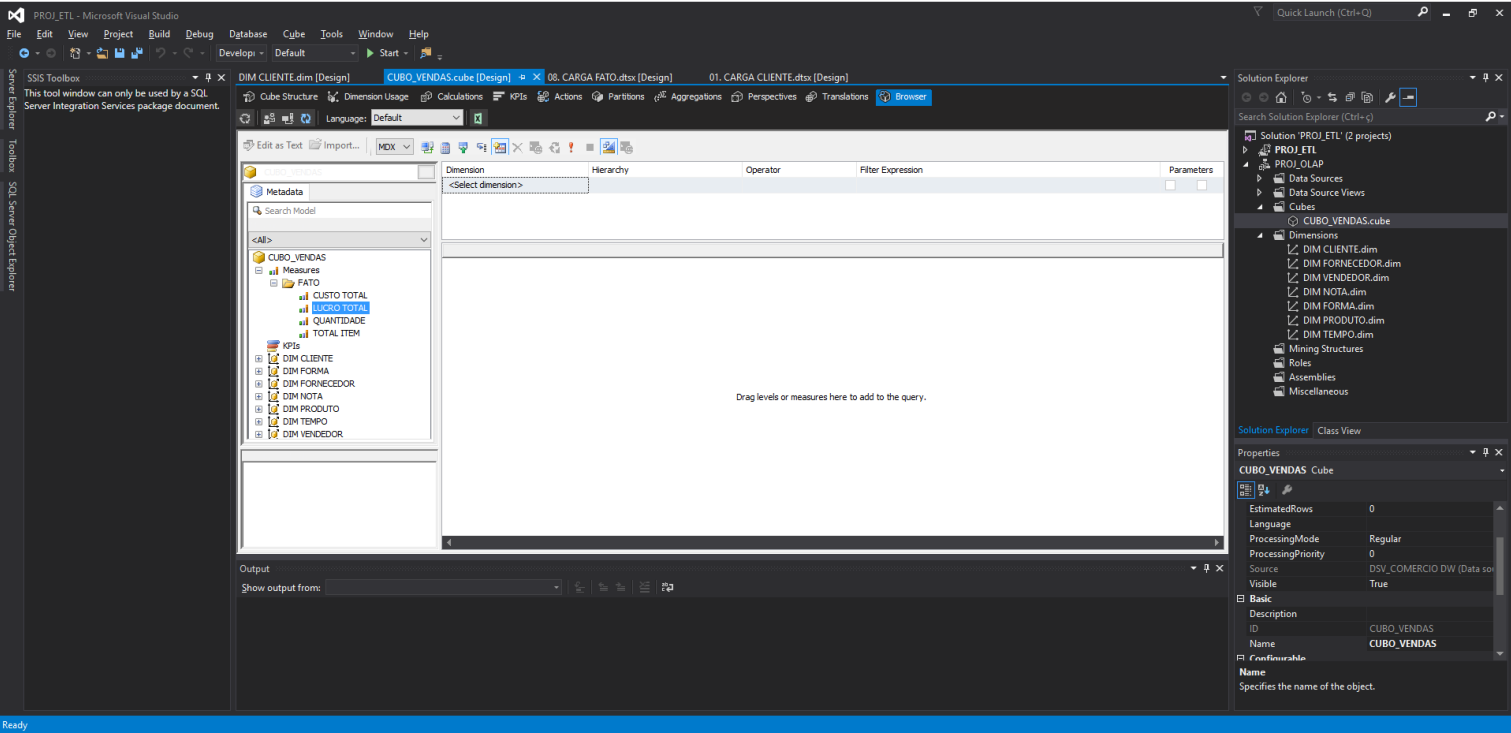 PROJ_ETL - Microsoft Visual Studio
Quick Launch (Ctrl+Q)
File Edit View Project Build Debug Database Cube Tools Window Help
Developi Default Start
Server Explorer
Toolbox
SQL Server Object Explorer
SSIS Toolbox
This tool window can only be used by a SQL
Server Integration Services package document.
DIM CLIENTE.dim [Design] CUBO_VENDAS.cube [Design] 08. CARGA FATO.dtsx [Design] 01. CARGA CLIENTE.dtsx [Design]
Cube Structure Dimension Usage Calculations KPIs Actions Partitions Aggregations Perspectives Translations Browser
Language: Default
Edit as Text Import... MDX
CUBO_VENDAS
Metadata
Search Model
<All>
CUBO_VENDAS
Measures
FATO
CUSTO TOTAL
LUCRO TOTAL
QUANTIDADE
TOTAL ITEM
KPIs
DIM CLIENTE
DIM FORMA
DIM FORNECEDOR
DIM NOTA
DIM PRODUTO
DIM TEMPO
DIM VENDEDOR
Dimension Hierarchy Operator Filter Expression Parameters
<Select dimension>
Drag levels or measures here to add to the query.
Output
Show output from:
Solution Explorer
Search Solution Explorer (Ctrl+ç)
Solution 'PROJ_ETL' (2 projects)
PROJ_ETL
PROJ_OLAP
Data Sources
Data Source Views
Cubes
CUBO_VENDAS.cube
Dimensions
DIM CLIENTE.dim
DIM FORNECEDOR.dim
DIM VENDEDOR.dim
DIM NOTA.dim
DIM FORMA.dim
DIM PRODUTO.dim
DIM TEMPO.dim
Mining Structures
Roles
Assemblies
Miscellaneous
Solution Explorer Class View
Properties
CUBO_VENDAS Cube
EstimatedRows 0
Language
ProcessingMode Regular
ProcessingPriority 0
Source DSV_COMERCIO DW (Data sou
Visible True
Basic
Description
ID CUBO_VENDAS
Name CUBO_VENDAS
Configurable
Name
Specifies the name of the object.
Ready